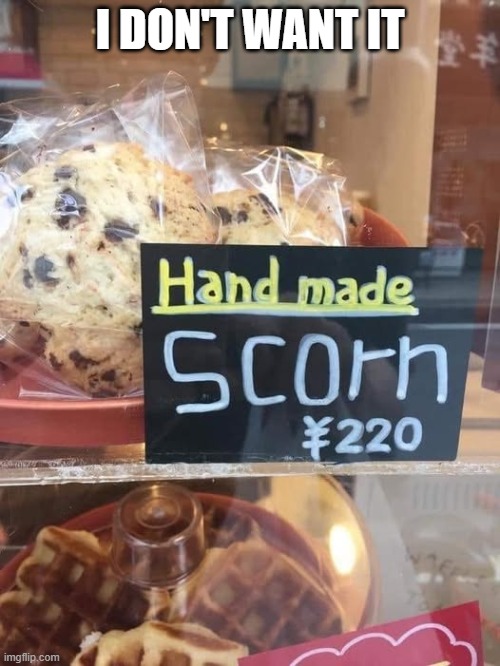 I DON'T WANT IT
Hand made
Scorn
¥220
imgflip.com